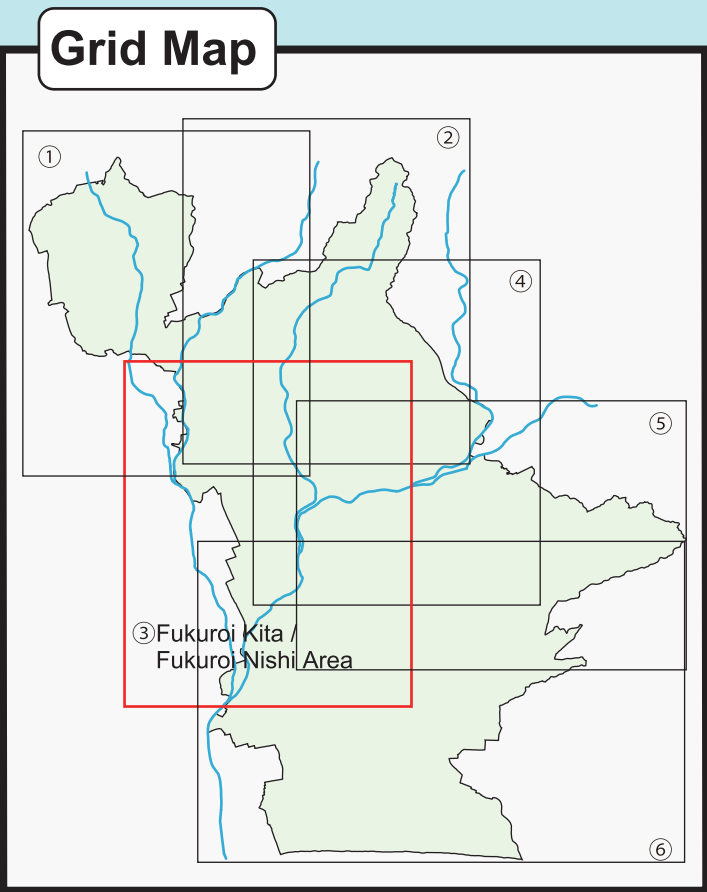 Grid Map
①
②
④
⑤
③Fukuroi Kita /
Fukuroi Nishi Area
⑥